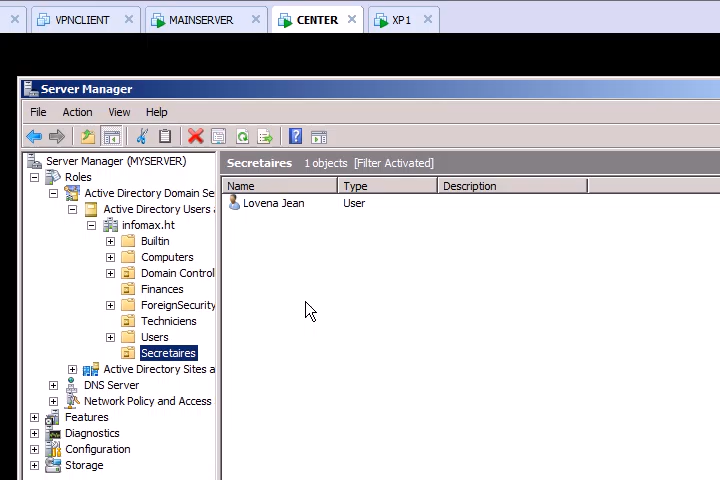 VPNCLIENT
MAINSERVER
CENTER
XP1
Server Manager
File
Action
View
Help
Server Manager (MYSERVER)
Roles
Active Directory Domain Se
Active Directory Users a
infomax.ht
Builtin
Computers
Domain Control
Finances
ForeignSecurity
Techniciens
Users
Secretaires
Active Directory Sites a
DNS Server
Network Policy and Access
Features
Diagnostics
Configuration
Storage
Secretaires 1 objects [Filter Activated]
Name Type Description
Lovena Jean User